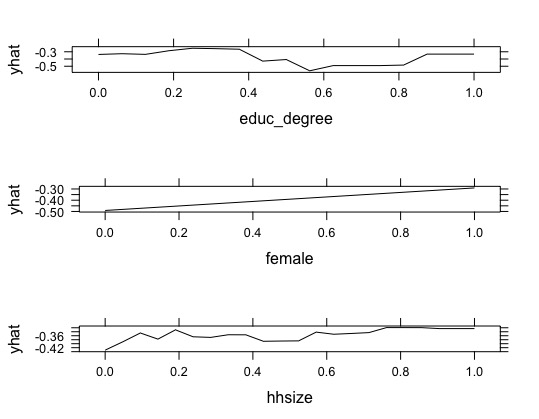 yhat
-0.3
-0.5
0.0 0.2 0.4 0.6 0.8 1.0
educ_degree
yhat
-0.30
-0.40
-0.50
0.0 0.2 0.4 0.6 0.8 1.0
female
yhat
-0.36
-0.42
0.0 0.2 0.4 0.6 0.8 1.0
hhsize